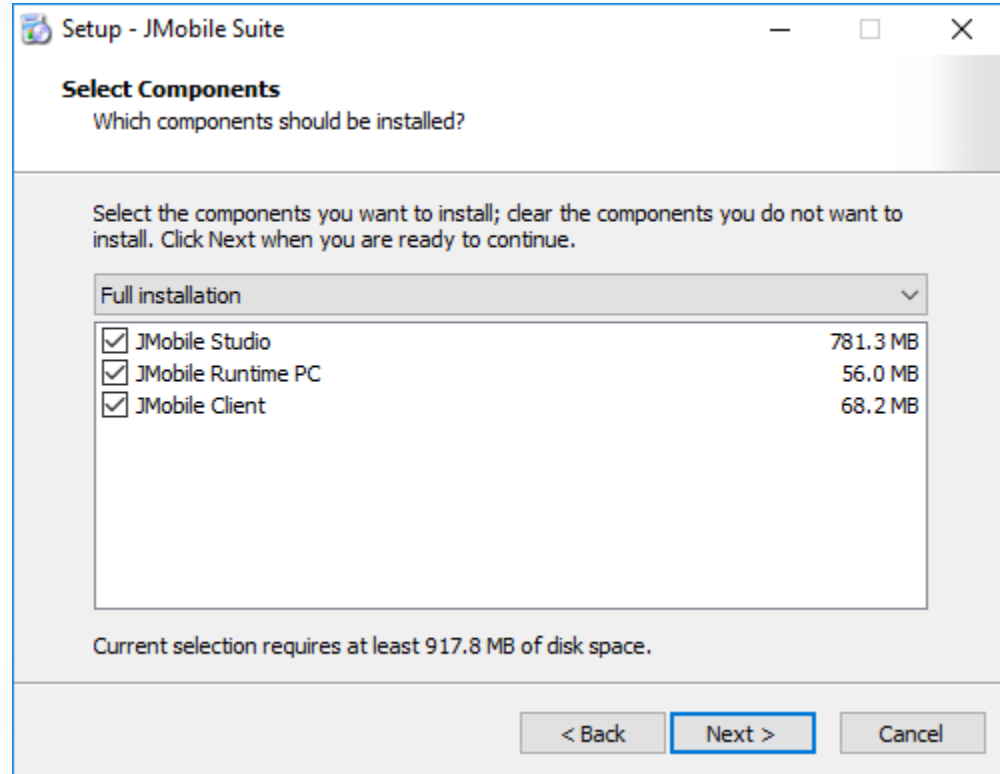 Setup - JMobile Suite
Select Components
Which components should be installed?
Select the components you want to install; clear the components you do not want to
install. Click Next when you are ready to continue.
Full installation
JMobile Studio 781.3 MB
JMobile Runtime PC 56.0 MB
JMobile Client 68.2 MB
Current selection requires at least 917.8 MB of disk space.
< Back Next > Cancel